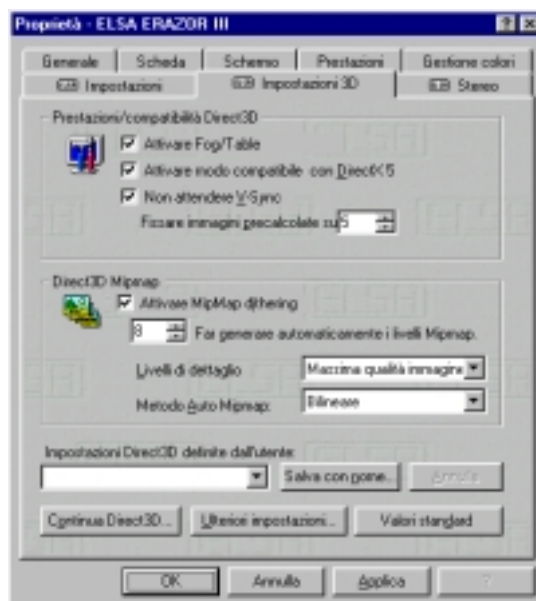 Proprietà - ELSA ERAZOR III
Generale Scheda Schermo Prestazioni Gestione colori
Impostazioni Impostazioni 3D Stereo
Prestazioni/compatibilità Direct3D
Attivare Fog/Table
Attivare modo compatibile con DirectX 5
Non attendere V-Sync
Fissare immagini precalcolate su 5
Direct3D Mipmap
Attivare MipMap dithering
8 Far generare automaticamente i livelli Mipmap.
Livelli di dettaglio Massima qualità immagine
Metodo Auto Mipmap: Bilineare
Impostazioni Direct3D definite dall'utente:
Salva con nome... Annulla
Continua Direct3D... Ulteriori impostazioni... Valori standard
OK Annulla Applica ?